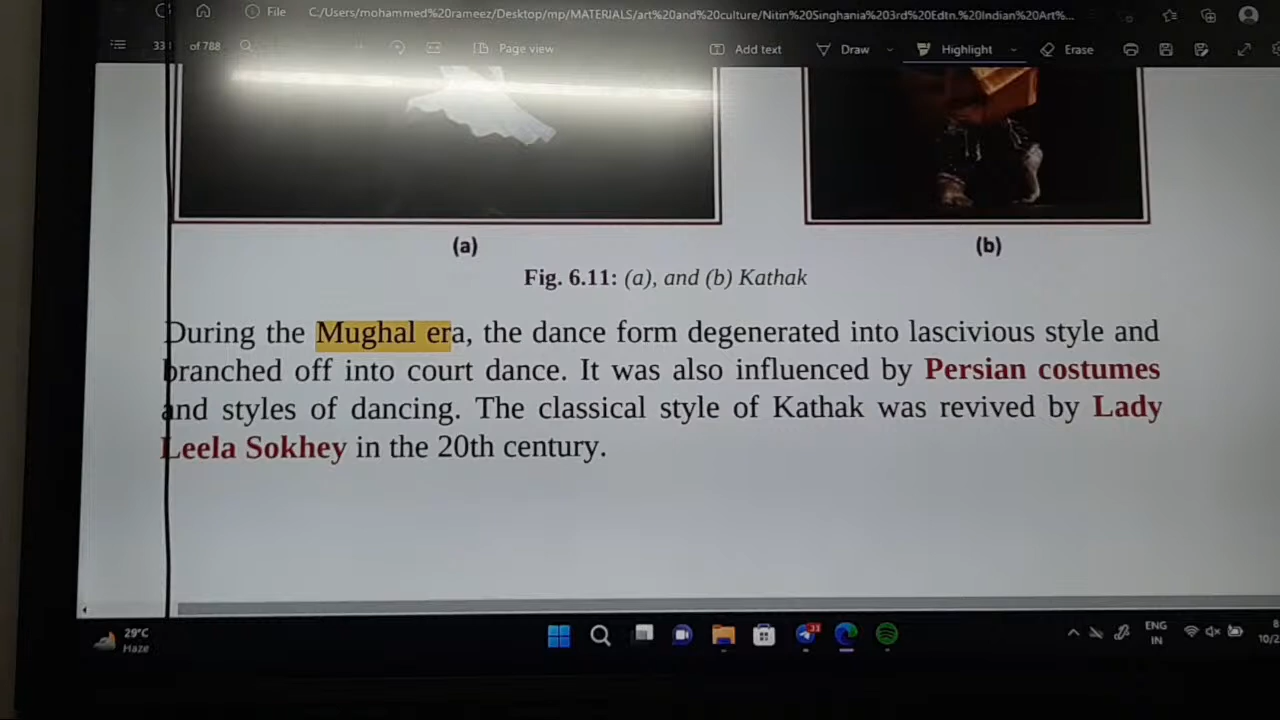 File
C:/Users/mohammed%20rameez/Desktop/mp/MATERIALS/art%20and%20culture/Nitin%20Singhania%203rd%20Edtn.%20Indian%20Art%...
of 788
Page view
Add text
Draw
Highlight
Erase
(a)
(b)
Fig. 6.11: (a), and (b) Kathak
During the Mughal era, the dance form degenerated into lascivious style and
branched off into court dance. It was also influenced by Persian costumes
and styles of dancing. The classical style of Kathak was revived by Lady
Leela Sokhey in the 20th century.
29°C
Haze
33
ENG
IN